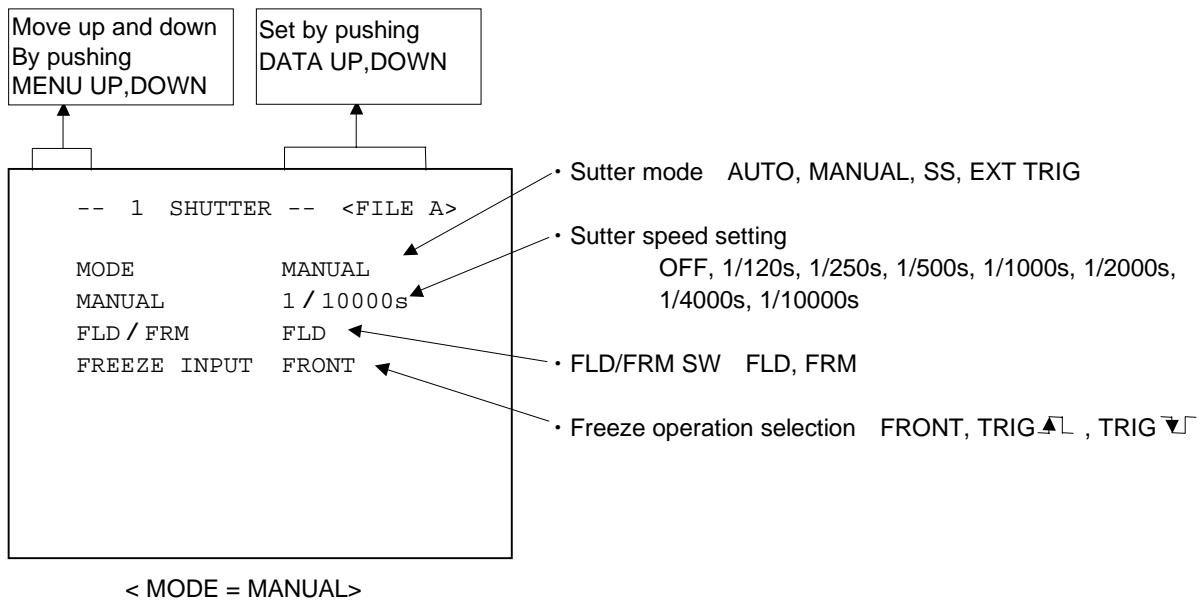 Move up and down
By pushing
MENU UP,DOWN
Set by pushing
DATA UP,DOWN
-- 1 SHUTTER -- <FILE A>
MODE MANUAL
MANUAL 1/10000s
FLD/FRM FLD
FREEZE INPUT FRONT
・Sutter mode AUTO, MANUAL, SS, EXT TRIG
・Sutter speed setting
OFF, 1/120s, 1/250s, 1/500s, 1/1000s, 1/2000s,
1/4000s, 1/10000s
・FLD/FRM SW FLD, FRM
・Freeze operation selection FRONT, TRIG , TRIG
< MODE = MANUAL>